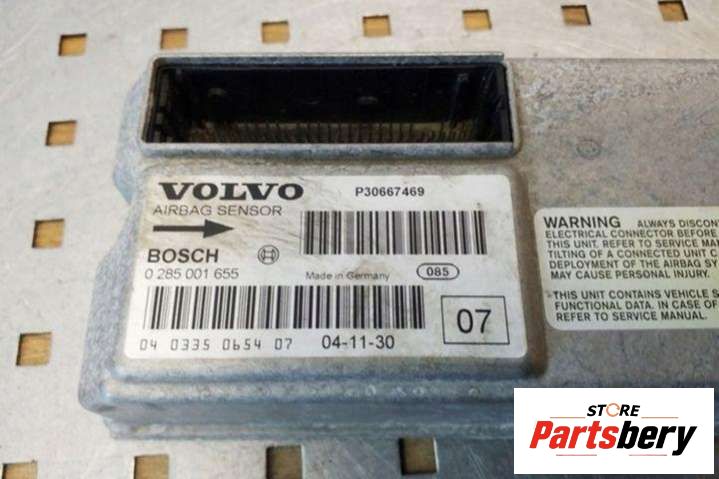 VOLVO
P30667469
AIRBAG SENSOR
BOSCH
0 285 001 655
Made in Germany
085
07
04 0335 0654 07
04-11-30
WARNING ALWAYS DISCON
ELECTRICAL CONNECTOR BEFORE
THIS UNIT. REFER TO SERVICE MA
TILTING OF A CONNECTED UNIT C
DEPLOYMENT OF THE AIRBAG SY
MAY CAUSE PERSONAL INJURY.
THIS UNIT CONTAINS VEHICLE S
FUNCTIONAL DATA. IN CASE OF
REFER TO SERVICE MANUAL.
STORE
Partsbery